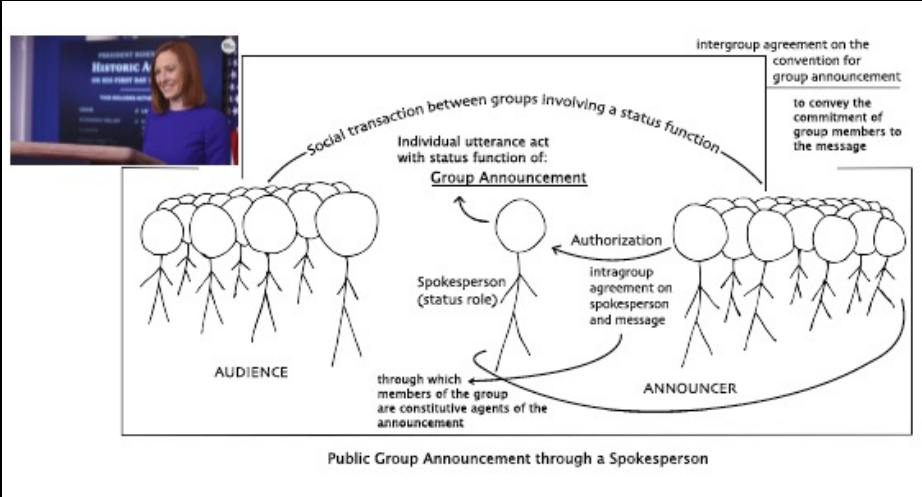 PRESIDENT BIDEN
HISTORIC
intergroup agreement on the
convention for
group announcement
to convey the
commitment of
group members to
the message
Social transaction between groups involving a status function
Individual utterance act
with status function of:
Group Announcement
Authorization
intragroup
agreement on
spokesperson
and message
Spokesperson
(status role)
AUDIENCE
ANNOUNCER
through which
members of the group
are constitutive agents of the
announcement
Public Group Announcement through a Spokesperson